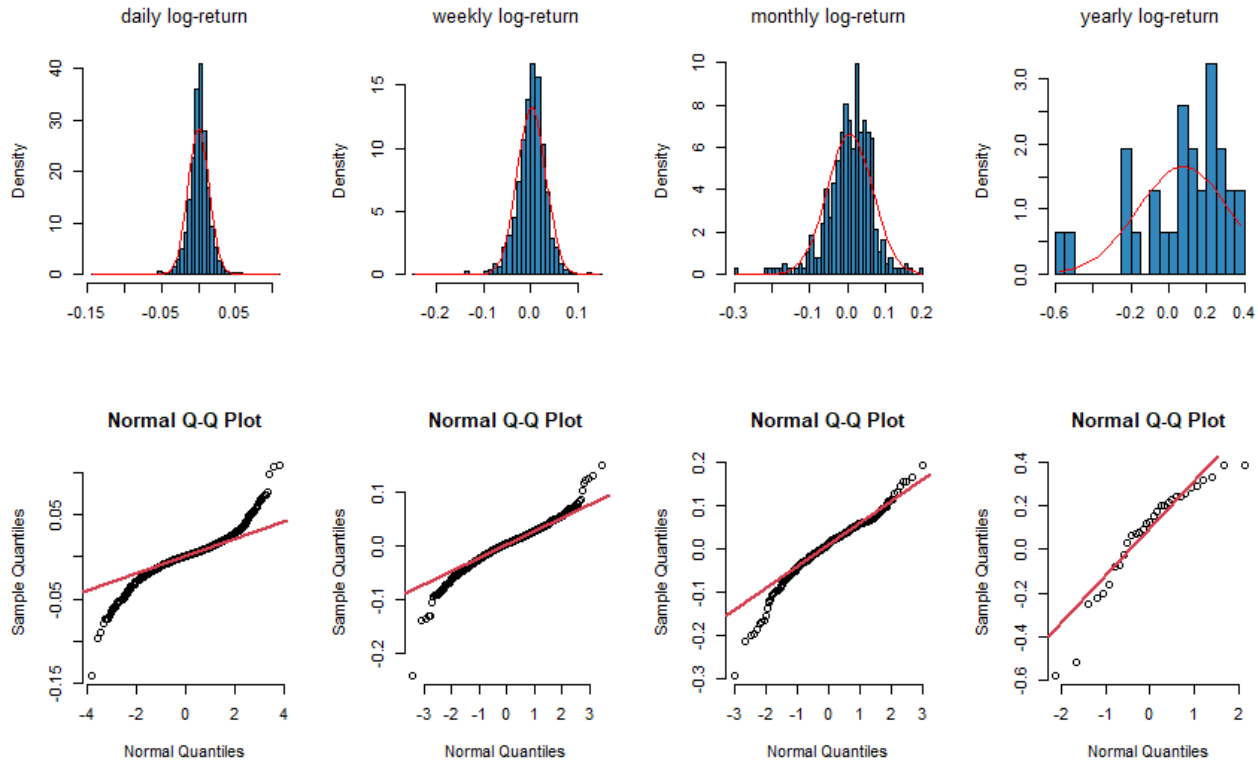 daily log-return
weekly log-return
monthly log-return
yearly log-return
Density
0 10 20 30 40
-0.15 -0.05 0.05
Density
0 5 10 15
-0.2 -0.1 0.0 0.1
Density
0 2 4 6 8 10
-0.3 -0.1 0.0 0.1 0.2
Density
0.0 1.0 2.0 3.0
-0.6 -0.2 0.0 0.2 0.4
Normal Q-Q Plot
Normal Q-Q Plot
Normal Q-Q Plot
Normal Q-Q Plot
Sample Quantiles
-0.15 -0.05 0.05
-4 -2 0 2 4
Normal Quantiles
Sample Quantiles
-0.2 -0.1 0.0 0.1
-3 -2 -1 0 1 2 3
Normal Quantiles
Sample Quantiles
-0.3 -0.2 -0.1 0.0 0.1 0.2
-3 -2 -1 0 1 2 3
Normal Quantiles
Sample Quantiles
-0.6 -0.4 -0.2 0.0 0.2 0.4
-2 -1 0 1 2
Normal Quantiles